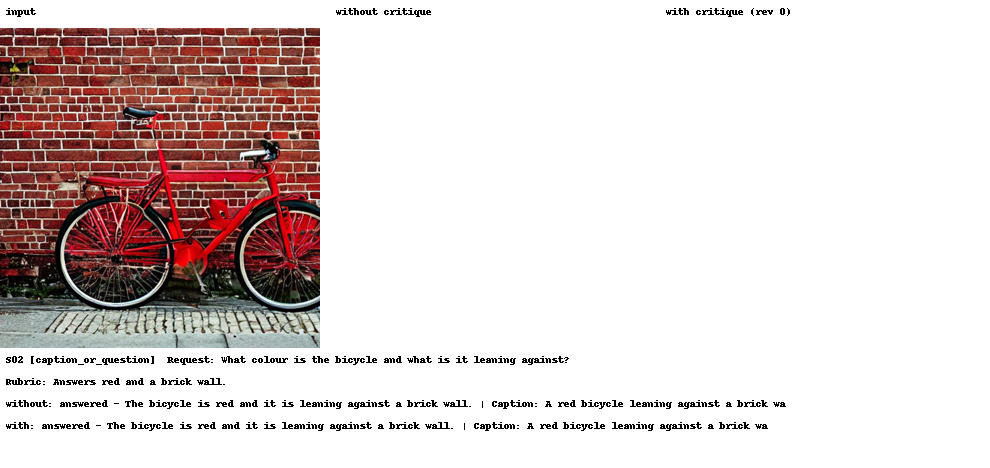 input without critique with critique (rev 0)
S02 [caption_or_question] Request: What colour is the bicycle and what is it leaning against?
Rubric: Answers red and a brick wall.
without: answered - The bicycle is red and it is leaning against a brick wall. | Caption: A red bicycle leaning against a brick wa
with: answered - The bicycle is red and it is leaning against a brick wall. | Caption: A red bicycle leaning against a brick wa